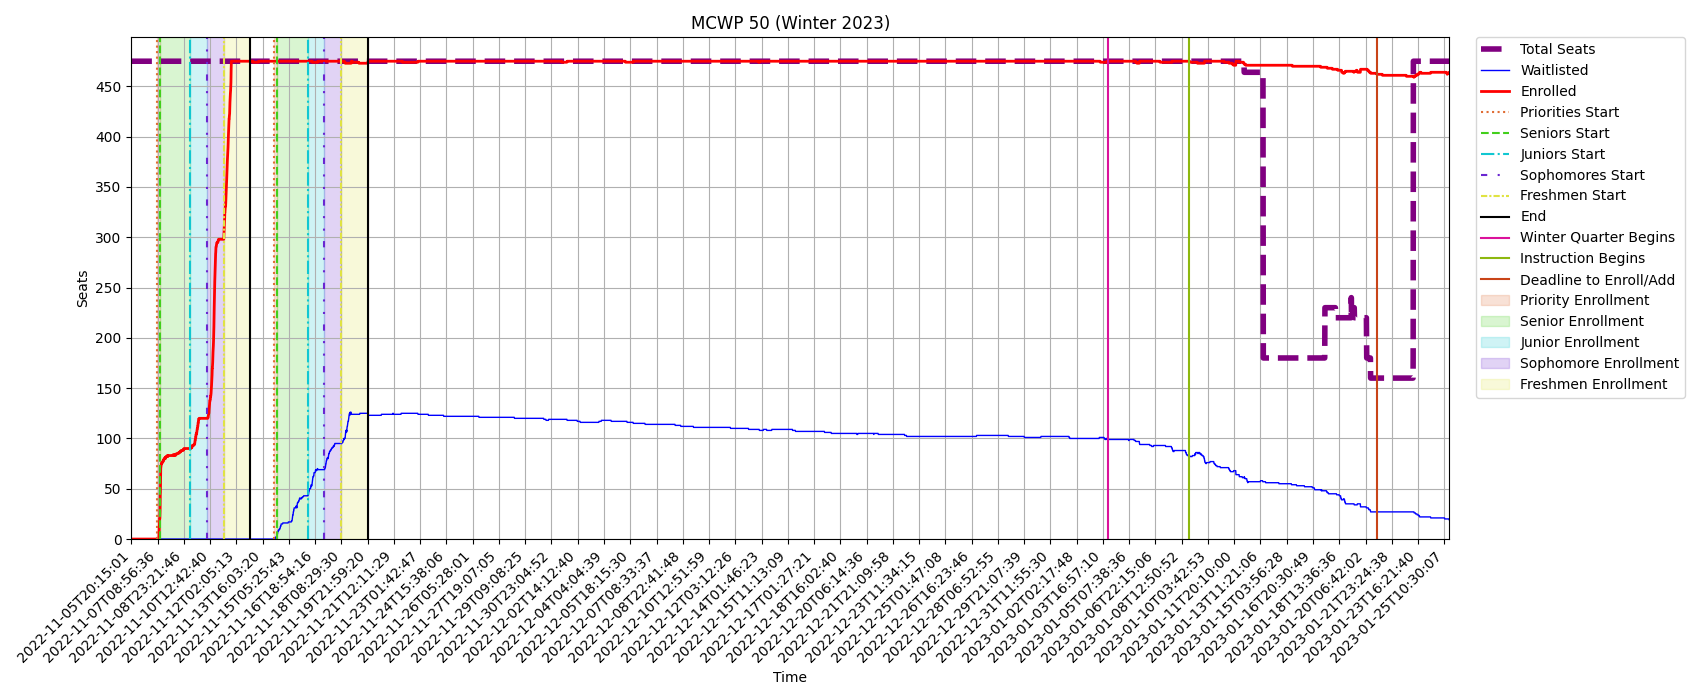 MCWP 50 (Winter 2023)
Seats
450
400
350
300
250
200
150
100
50
0
2022-11-05T20:15:01
2022-11-07T08:56:36
2022-11-08T23:21:46
2022-11-10T12:42:40
2022-11-12T02:05:13
2022-11-13T16:03:20
2022-11-15T05:25:43
2022-11-16T18:54:16
2022-11-18T08:29:30
2022-11-19T21:59:20
2022-11-21T12:11:29
2022-11-23T01:42:47
2022-11-24T15:38:06
2022-11-26T05:28:01
2022-11-27T19:07:05
2022-11-29T09:08:25
2022-11-30T23:04:52
2022-12-02T14:12:40
2022-12-04T04:04:39
2022-12-05T18:15:30
2022-12-07T08:33:37
2022-12-08T22:41:48
2022-12-10T12:51:59
2022-12-12T03:12:26
2022-12-14T01:46:23
2022-12-15T11:13:09
2022-12-17T01:27:21
2022-12-18T16:02:40
2022-12-20T06:14:36
2022-12-21T21:09:58
2022-12-23T11:34:15
2022-12-25T01:47:08
2022-12-26T16:23:46
2022-12-28T06:52:55
2022-12-29T21:07:39
2022-12-31T11:55:30
2023-01-02T02:17:48
2023-01-03T16:57:10
2023-01-05T07:38:36
2023-01-06T22:15:06
2023-01-08T12:50:52
2023-01-10T03:42:53
2023-01-11T20:10:00
2023-01-13T11:21:06
2023-01-15T03:56:28
2023-01-16T20:30:49
2023-01-18T13:36:36
2023-01-20T06:42:02
2023-01-21T23:24:38
2023-01-23T16:21:40
2023-01-25T10:30:07
Time
Total Seats
Waitlisted
Enrolled
Priorities Start
Seniors Start
Juniors Start
Sophomores Start
Freshmen Start
End
Winter Quarter Begins
Instruction Begins
Deadline to Enroll/Add
Priority Enrollment
Senior Enrollment
Junior Enrollment
Sophomore Enrollment
Freshmen Enrollment